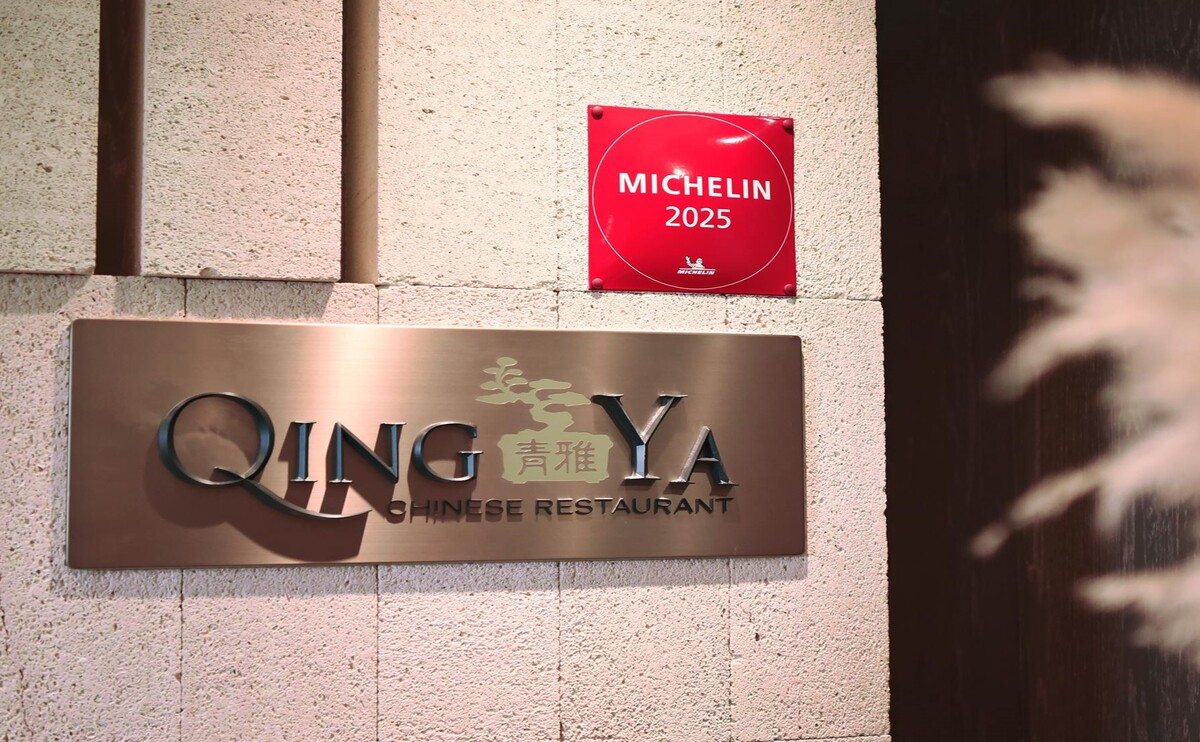 MICHELIN
2025
MICHELIN
QING 青雅 YA
CHINESE RESTAURANT